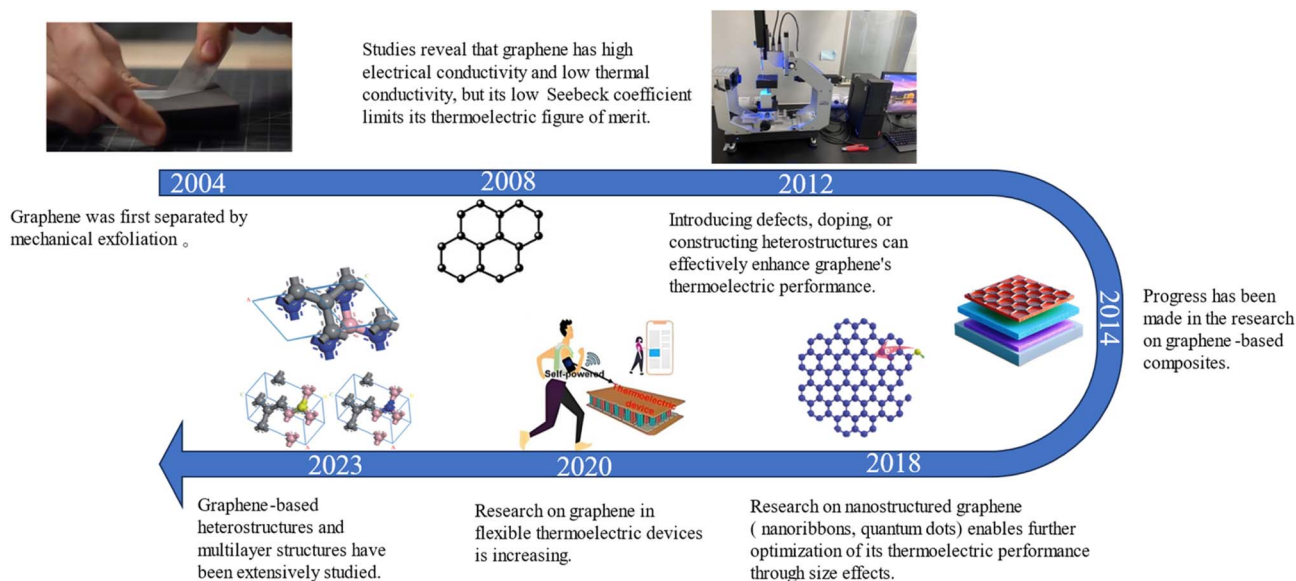 Studies reveal that graphene has high
electrical conductivity and low thermal
conductivity, but its low Seebeck coefficient
limits its thermoelectric figure of merit.
2004
2008
2012
Graphene was first separated by
mechanical exfoliation 。
Introducing defects, doping, or
constructing heterostructures can
effectively enhance graphene's
thermoelectric performance.
2014
Progress has been
made in the research
on graphene-based
composites.
Self-powered
Thermoelectric
device
2023
2020
2018
Graphene-based
heterostructures and
multilayer structures have
been extensively studied.
Research on graphene in
flexible thermoelectric devices
is increasing.
Research on nanostructured graphene
( nanoribbons, quantum dots) enables further
optimization of its thermoelectric performance
through size effects.